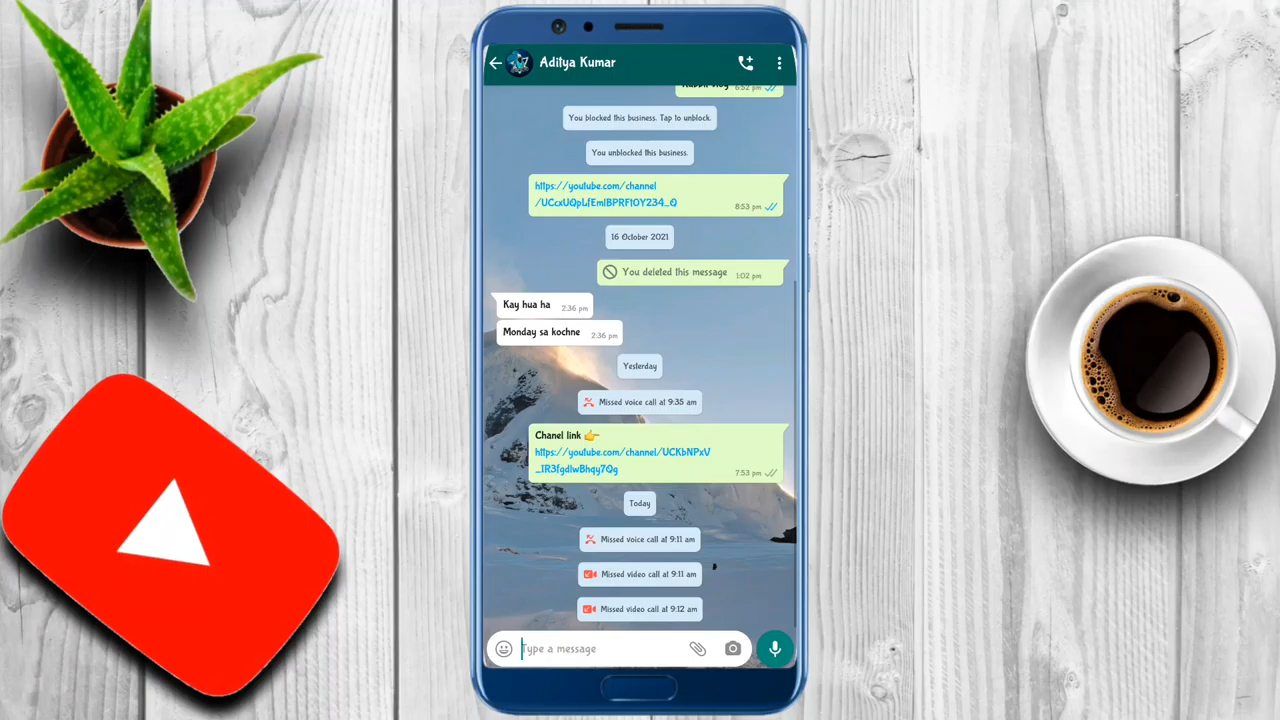 Aditya Kumar
6:52 pm
You blocked this business. Tap to unblock.
You unblocked this business.
https://youtube.com/channel
/UCcxUQpLfEmlBPRF1OYZ34_Q
8:53 pm
16 October 2021
You deleted this message 1:02 pm
Kay hua ha 2:36 pm
Monday sa kochne 2:36 pm
Yesterday
Missed voice call at 9:35 am
Chanel link 👉
https://youtube.com/channel/UCKbNPxV
_IR3fgdlwBhqy7Qg
7:53 pm
Today
Missed voice call at 9:11 am
Missed video call at 9:11 am
Missed video call at 9:12 am
Type a message